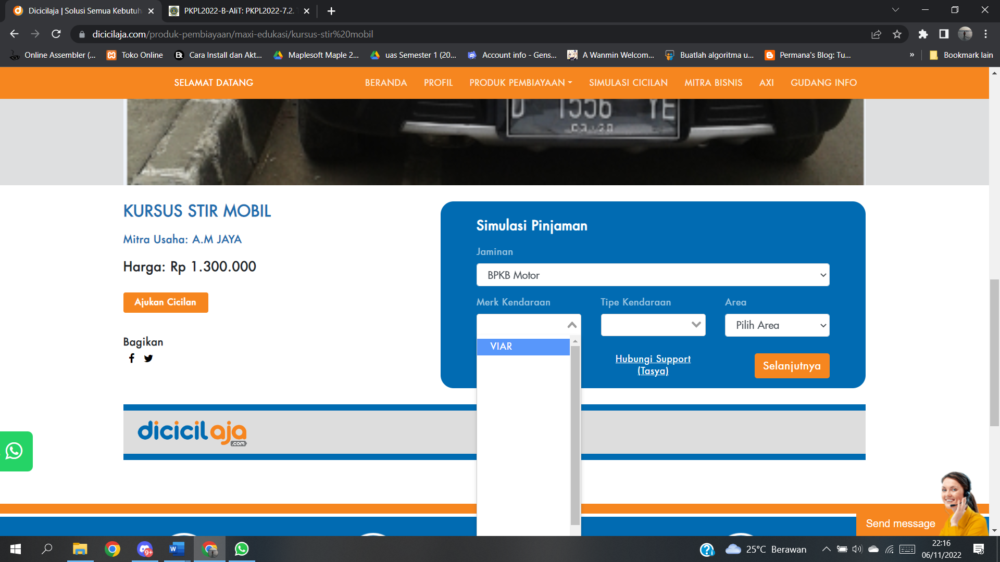 Dicicilaja | Solusi Semua Kebutuh
PKPL2022-B-AliT: PKPL2022-7.2. T
dicicilaja.com/produk-pembiayaan/maxi-edukasi/kursus-stir%20mobil
Online Assembler (...
Toko Online
Cara Install dan Akt...
Maplesoft Maple 2...
uas Semester 1 (20...
Account info - Gens...
A Wanmin Welcom...
Buatlah algoritma u...
Permana's Blog: Tu...
»
Bookmark lain
SELAMAT DATANG
BERANDA
PROFIL
PRODUK PEMBIAYAAN
SIMULASI CICILAN
MITRA BISNIS
AXI
GUDANG INFO
D 1556 YE
KURSUS STIR MOBIL
Mitra Usaha: A.M JAYA
Harga: Rp 1.300.000
Ajukan Cicilan
Bagikan
Simulasi Pinjaman
Jaminan
BPKB Motor
Merk Kendaraan
Tipe Kendaraan
Area
Pilih Area
VIAR
Hubungi Support
(Tasya)
Selanjutnya
dicicilaja
.com
Send message
9+
25°C Berawan
22:16
06/11/2022